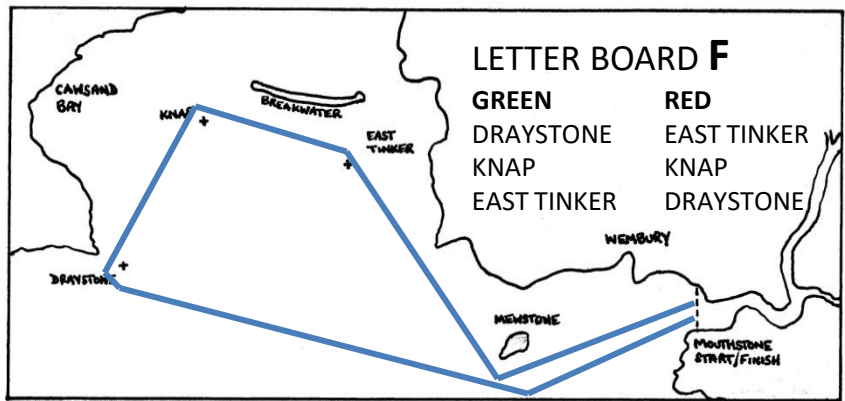 LETTER BOARD F
GREEN RED
DRAYSTONE EAST TINKER
KNAP KNAP
EAST TINKER DRAYSTONE
CAWSAND
BAY
KNAP
BREAKWATER
EAST
TINKER
DRAYSTONE
WEMBURY
MEWSTONE
MOUTHSTONE
START/FINISH